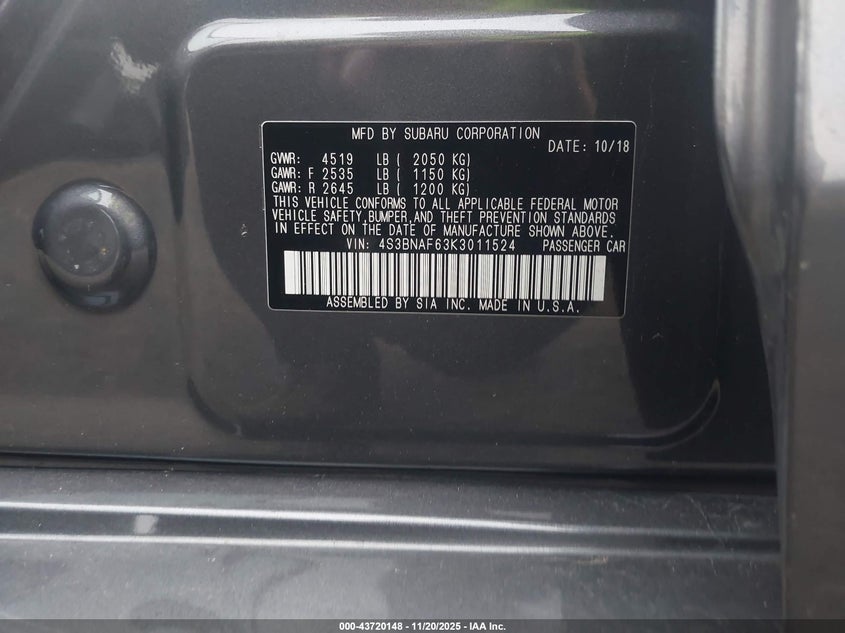 MFD BY SUBARU CORPORATION
DATE: 10/18
GVWR: 4519 LB ( 2050 KG)
GAWR: F 2535 LB ( 1150 KG)
GAWR: R 2645 LB ( 1200 KG)
THIS VEHICLE CONFORMS TO ALL APPLICABLE FEDERAL MOTOR
VEHICLE SAFETY,BUMPER,AND THEFT PREVENTION STANDARDS
IN EFFECT ON THE DATE OF MANUFACTURE SHOWN ABOVE.
VIN: 4S3BNAF63K3011524 PASSENGER CAR
ASSEMBLED BY SIA INC. MADE IN U.S.A.
000-43720148 - 11/20/2025 - IAA Inc.